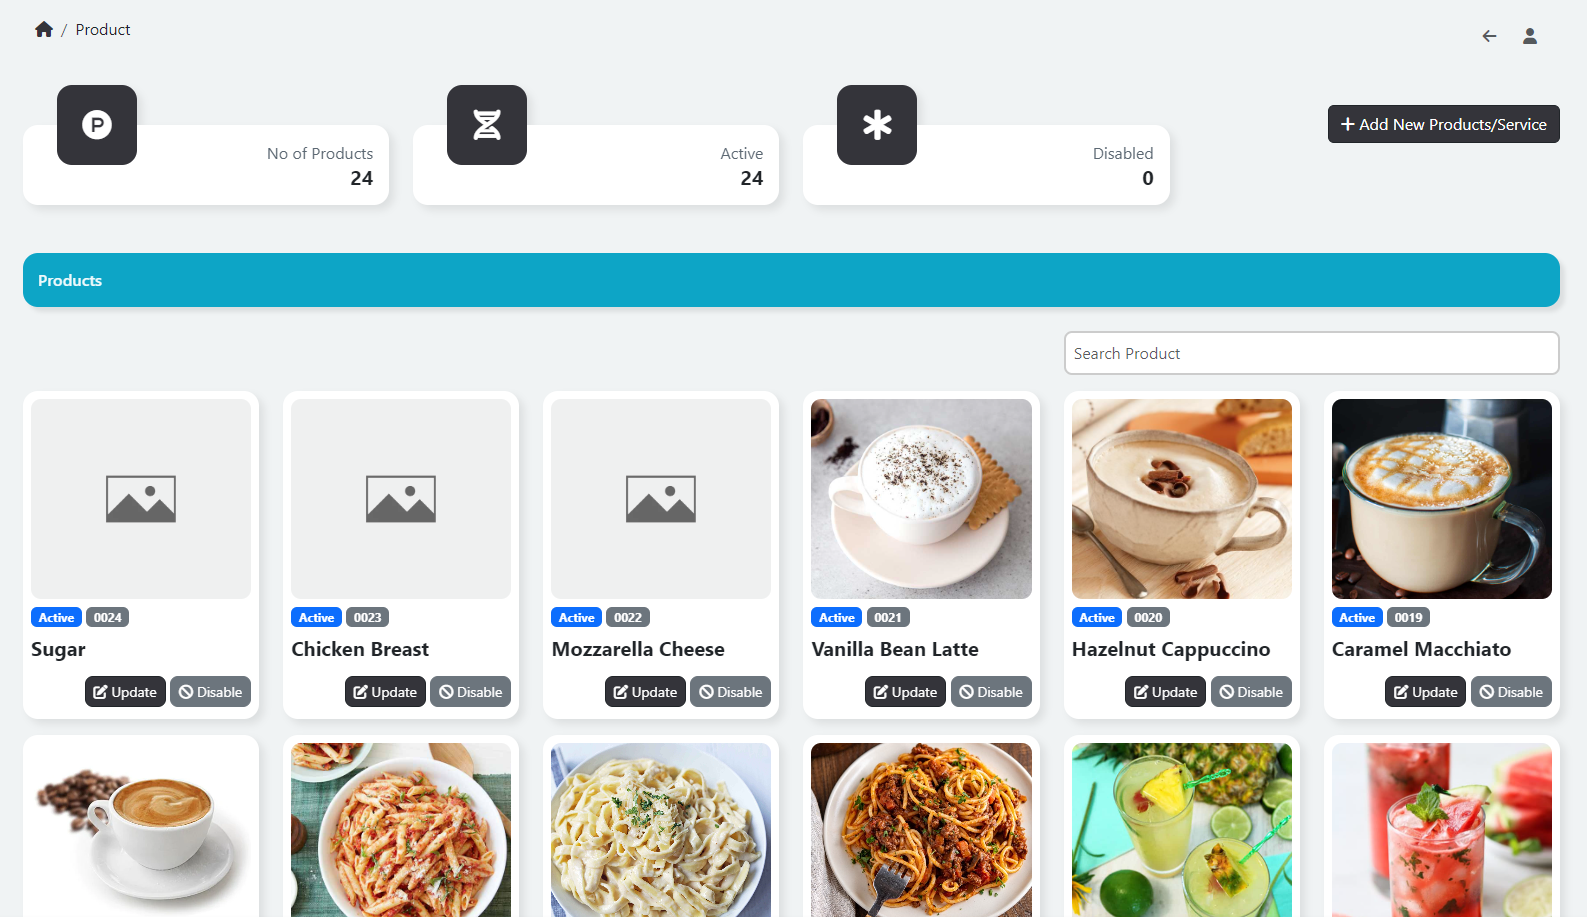 / Product
P
No of Products
24
Active
24
Disabled
0
+ Add New Products/Service
Products
Search Product
Active 0024
Sugar
Update Disable
Active 0023
Chicken Breast
Update Disable
Active 0022
Mozzarella Cheese
Update Disable
Active 0021
Vanilla Bean Latte
Update Disable
Active 0020
Hazelnut Cappuccino
Update Disable
Active 0019
Caramel Macchiato
Update Disable